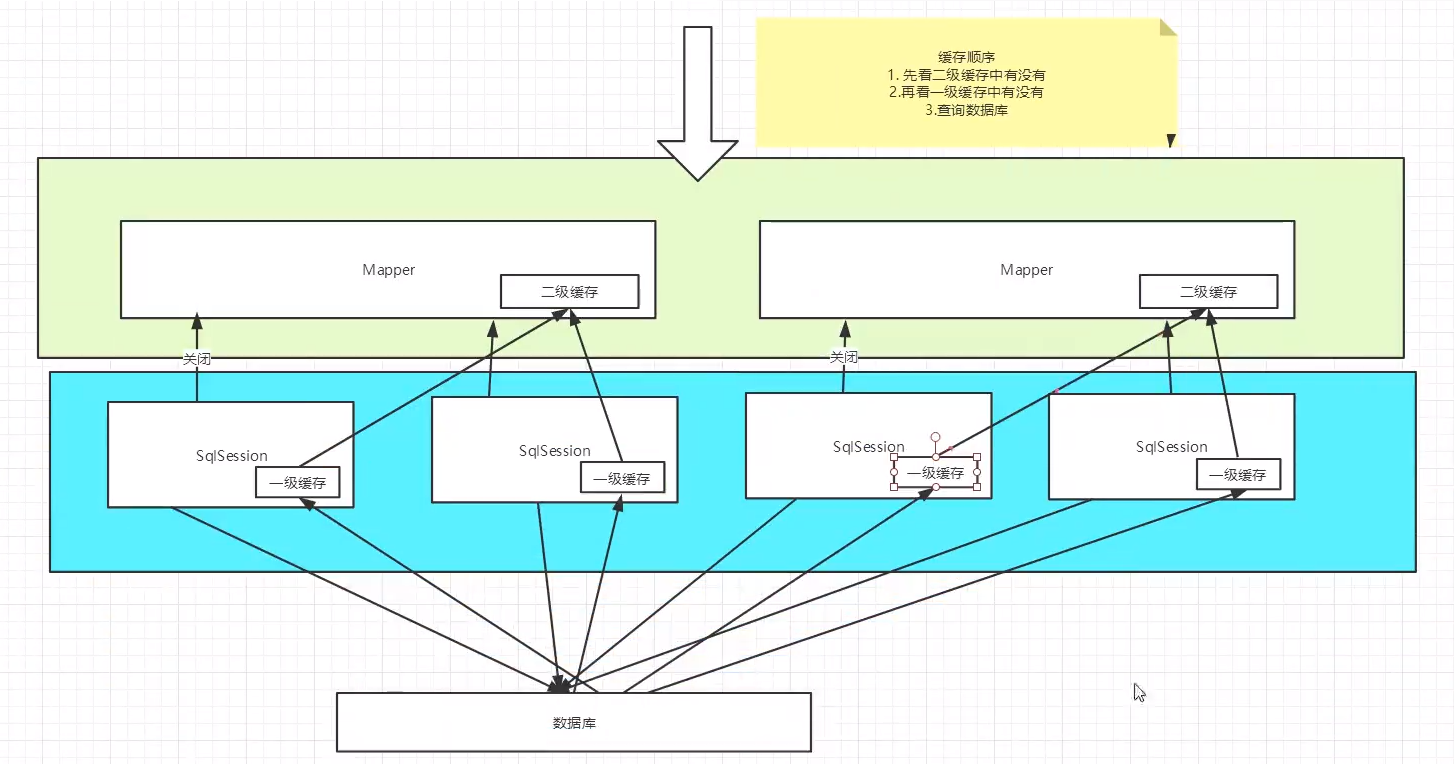 缓存顺序
1. 先看二级缓存中有没有
2.再看一级缓存中有没有
3.查询数据库
Mapper
二级缓存
Mapper
二级缓存
关闭
关闭
SqlSession
一级缓存
SqlSession
一级缓存
SqlSession
一级缓存
SqlSession
一级缓存
数据库